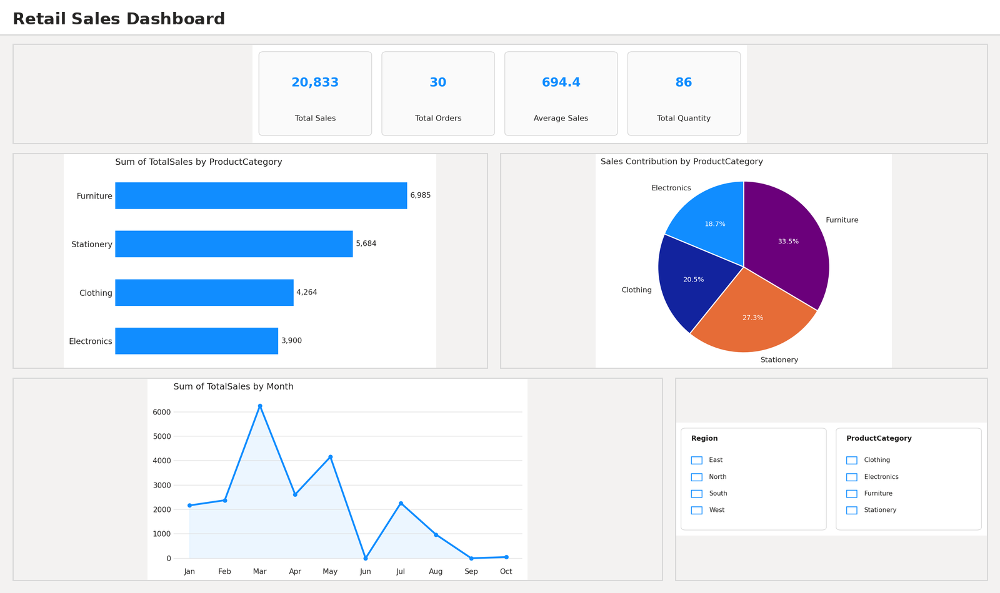 Retail Sales Dashboard
20,833
Total Sales
30
Total Orders
694.4
Average Sales
86
Total Quantity
Sum of TotalSales by ProductCategory
Furniture 6,985
Stationery 5,684
Clothing 4,264
Electronics 3,900
Sales Contribution by ProductCategory
Electronics
18.7%
Furniture
33.5%
Clothing
20.5%
27.3%
Stationery
Sum of TotalSales by Month
6000
5000
4000
3000
2000
1000
0
Jan Feb Mar Apr May Jun Jul Aug Sep Oct
Region
East
North
South
West
ProductCategory
Clothing
Electronics
Furniture
Stationery